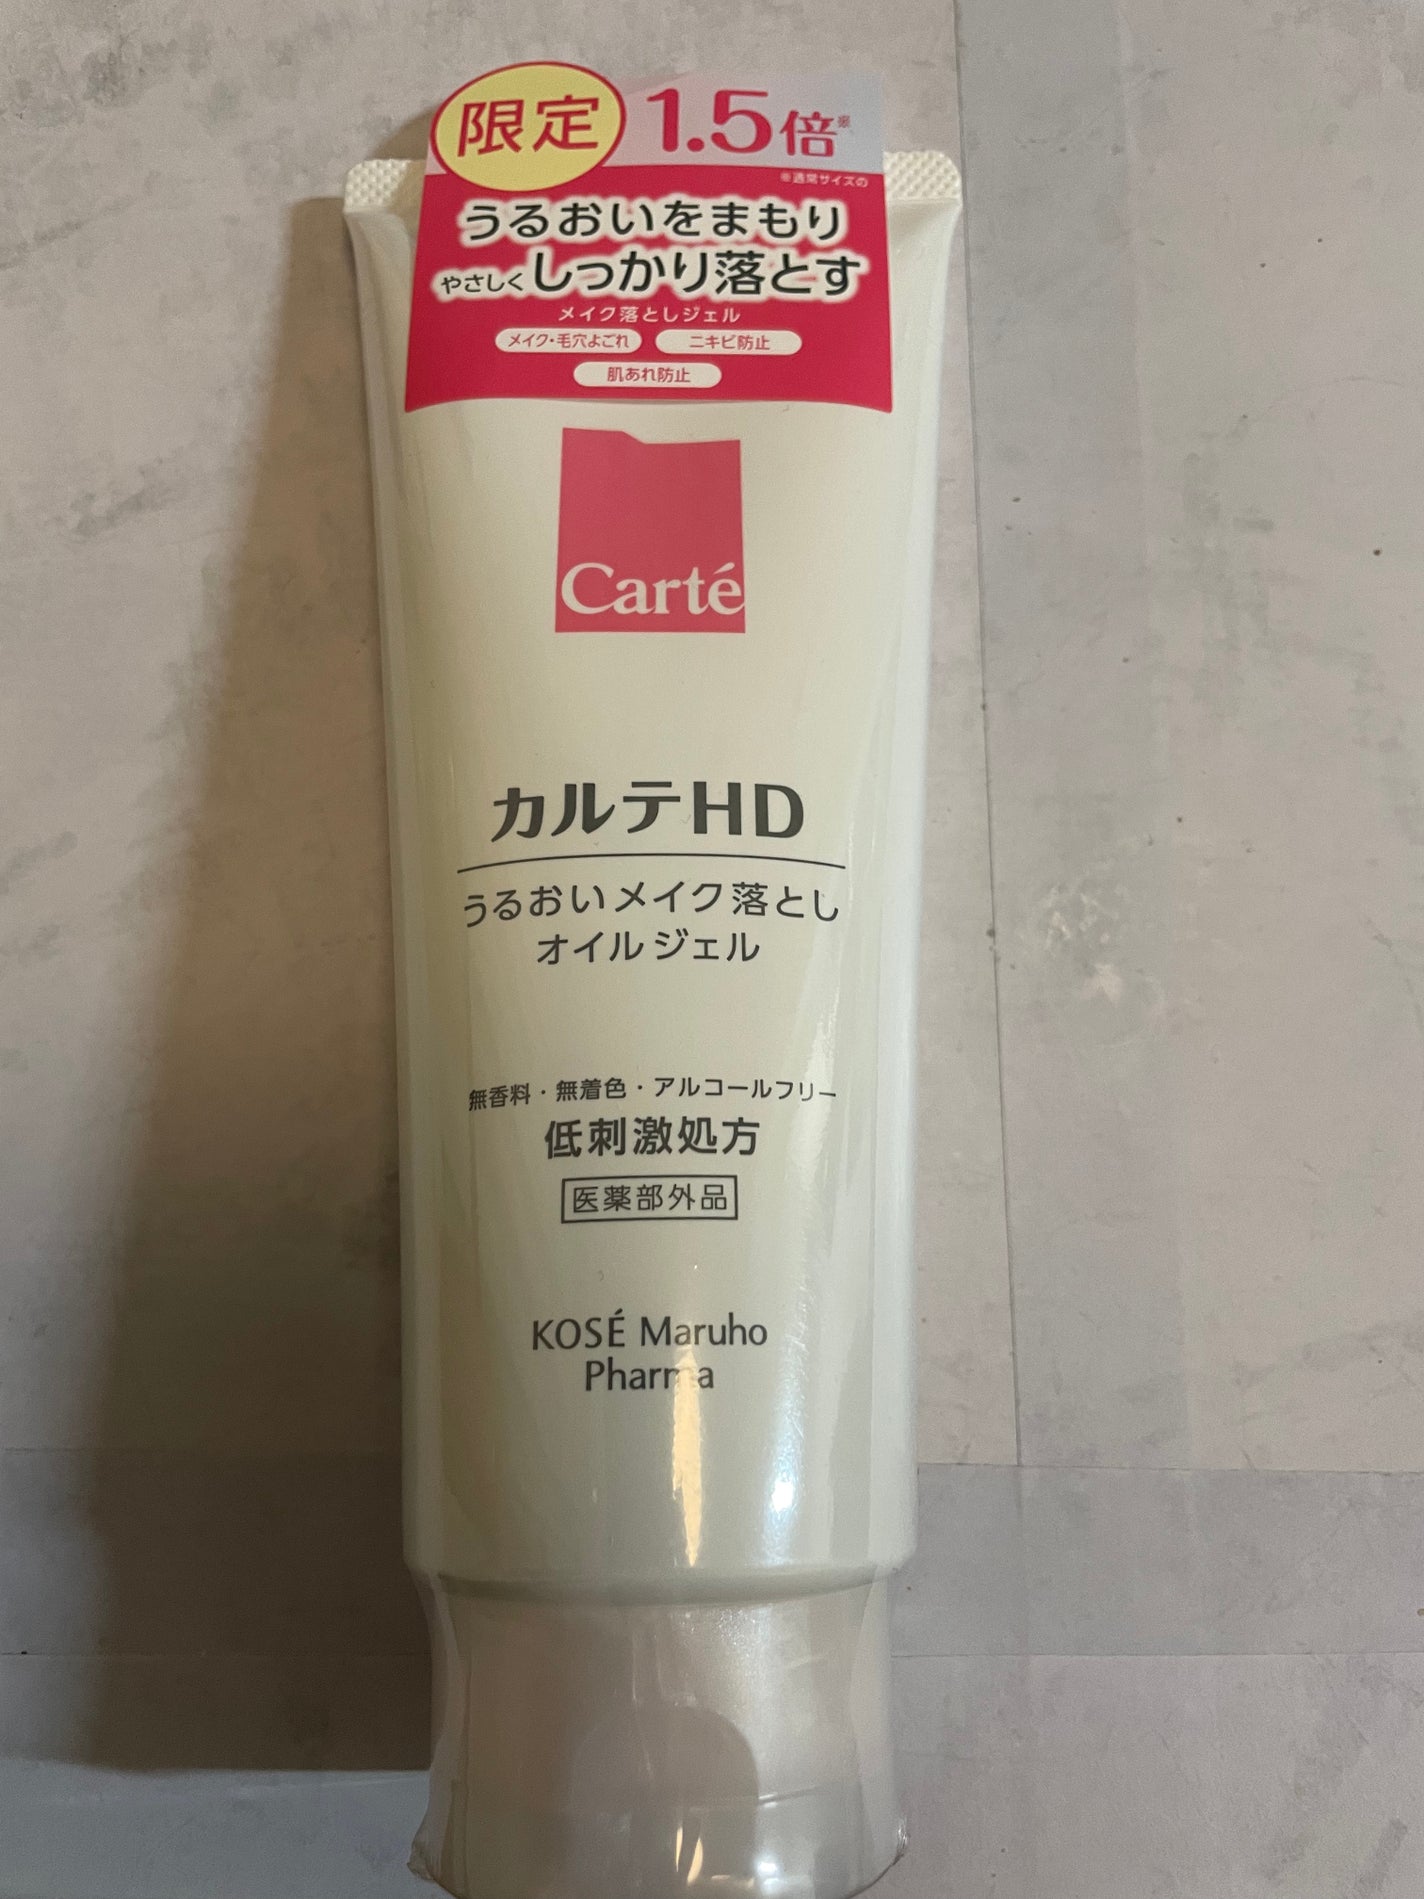 限定
1.5倍※
※通常サイズの
うるおいをまもり
やさしくしっかり落とす
メイク落としジェル
メイク・毛穴よごれ
ニキビ防止
肌あれ防止
Carté
カルテHD
うるおいメイク落とし
オイルジェル
無香料・無着色・アルコールフリー
低刺激処方
医薬部外品
KOSÉ Maruho
Pharma